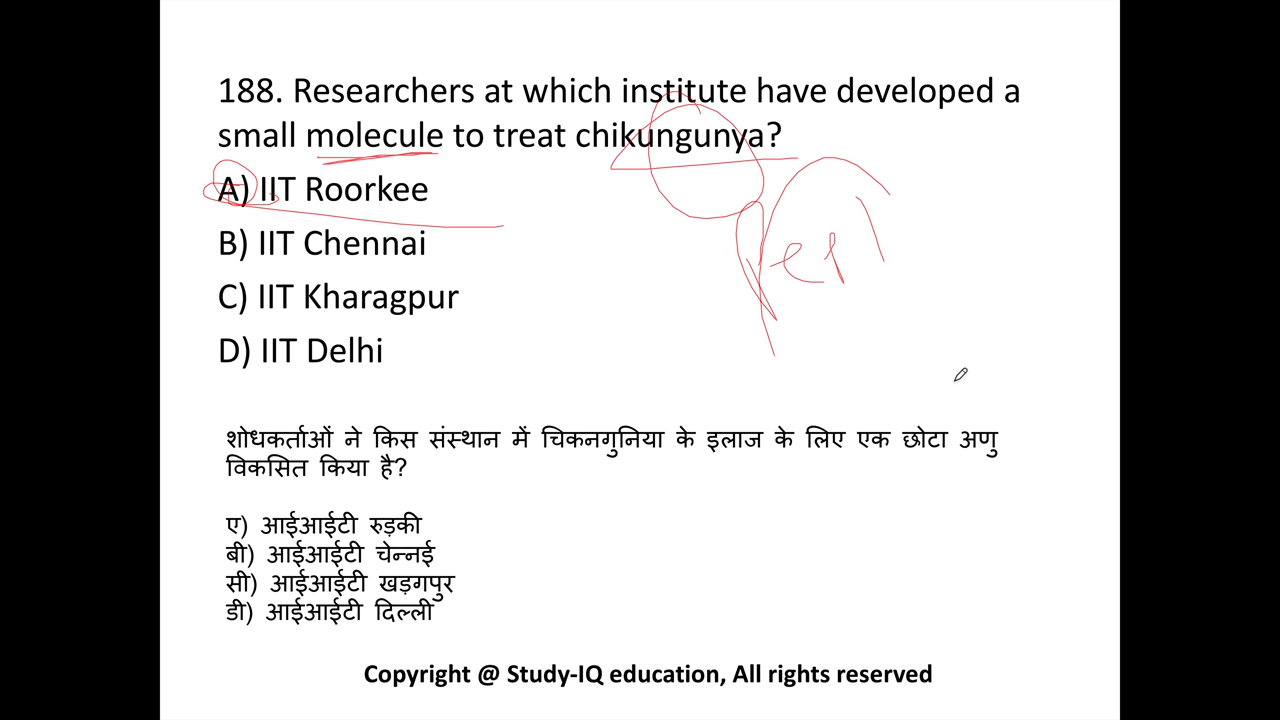 188. Researchers at which institute have developed a
small molecule to treat chikungunya?
A) IIT Roorkee
B) IIT Chennai
C) IIT Kharagpur
D) IIT Delhi
शोधकर्ताओं ने किस संस्थान में चिकनगुनिया के इलाज के लिए एक छोटा अणु
विकसित किया है?
ए) आईआईटी रुड़की
बी) आईआईटी चेन्नई
सी) आईआईटी खड़गपुर
डी) आईआईटी दिल्ली
Copyright @ Study-IQ education, All rights reserved